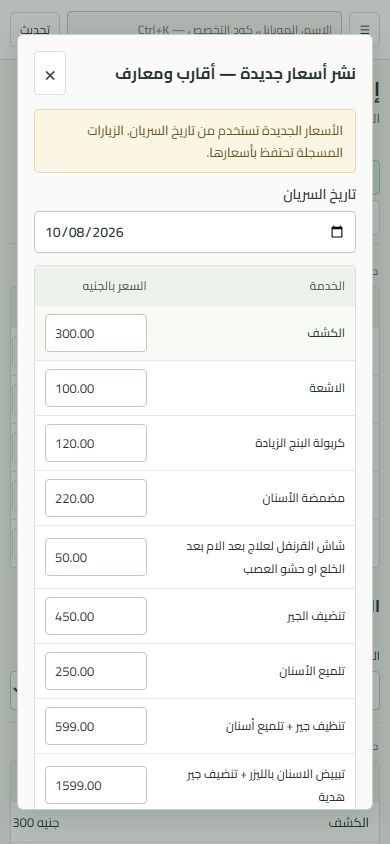 تحديث
الاسم، الموبايل، كود التخصص — Ctrl+K
☰
نشر أسعار جديدة — أقارب ومعارف
×
الأسعار الجديدة تستخدم من تاريخ السريان. الزيارات
المسجلة تحتفظ بأسعارها.
تاريخ السريان
10/08/2026
الخدمة السعر بالجنيه
الكشف 300.00
الاشعة 100.00
كربولة البنج الزيادة 120.00
مضمضة الأسنان 220.00
شاش القرنفل لعلاج بعد الام بعد
الخلع او حشو العصب 50.00
تنضيف الجير 450.00
تلميع الأسنان 250.00
تنظيف جير + تلميع أسنان 599.00
تبييض الاسنان بالليزر + تنضيف جير
هدية 1599.00
الكشف 300 جنيه